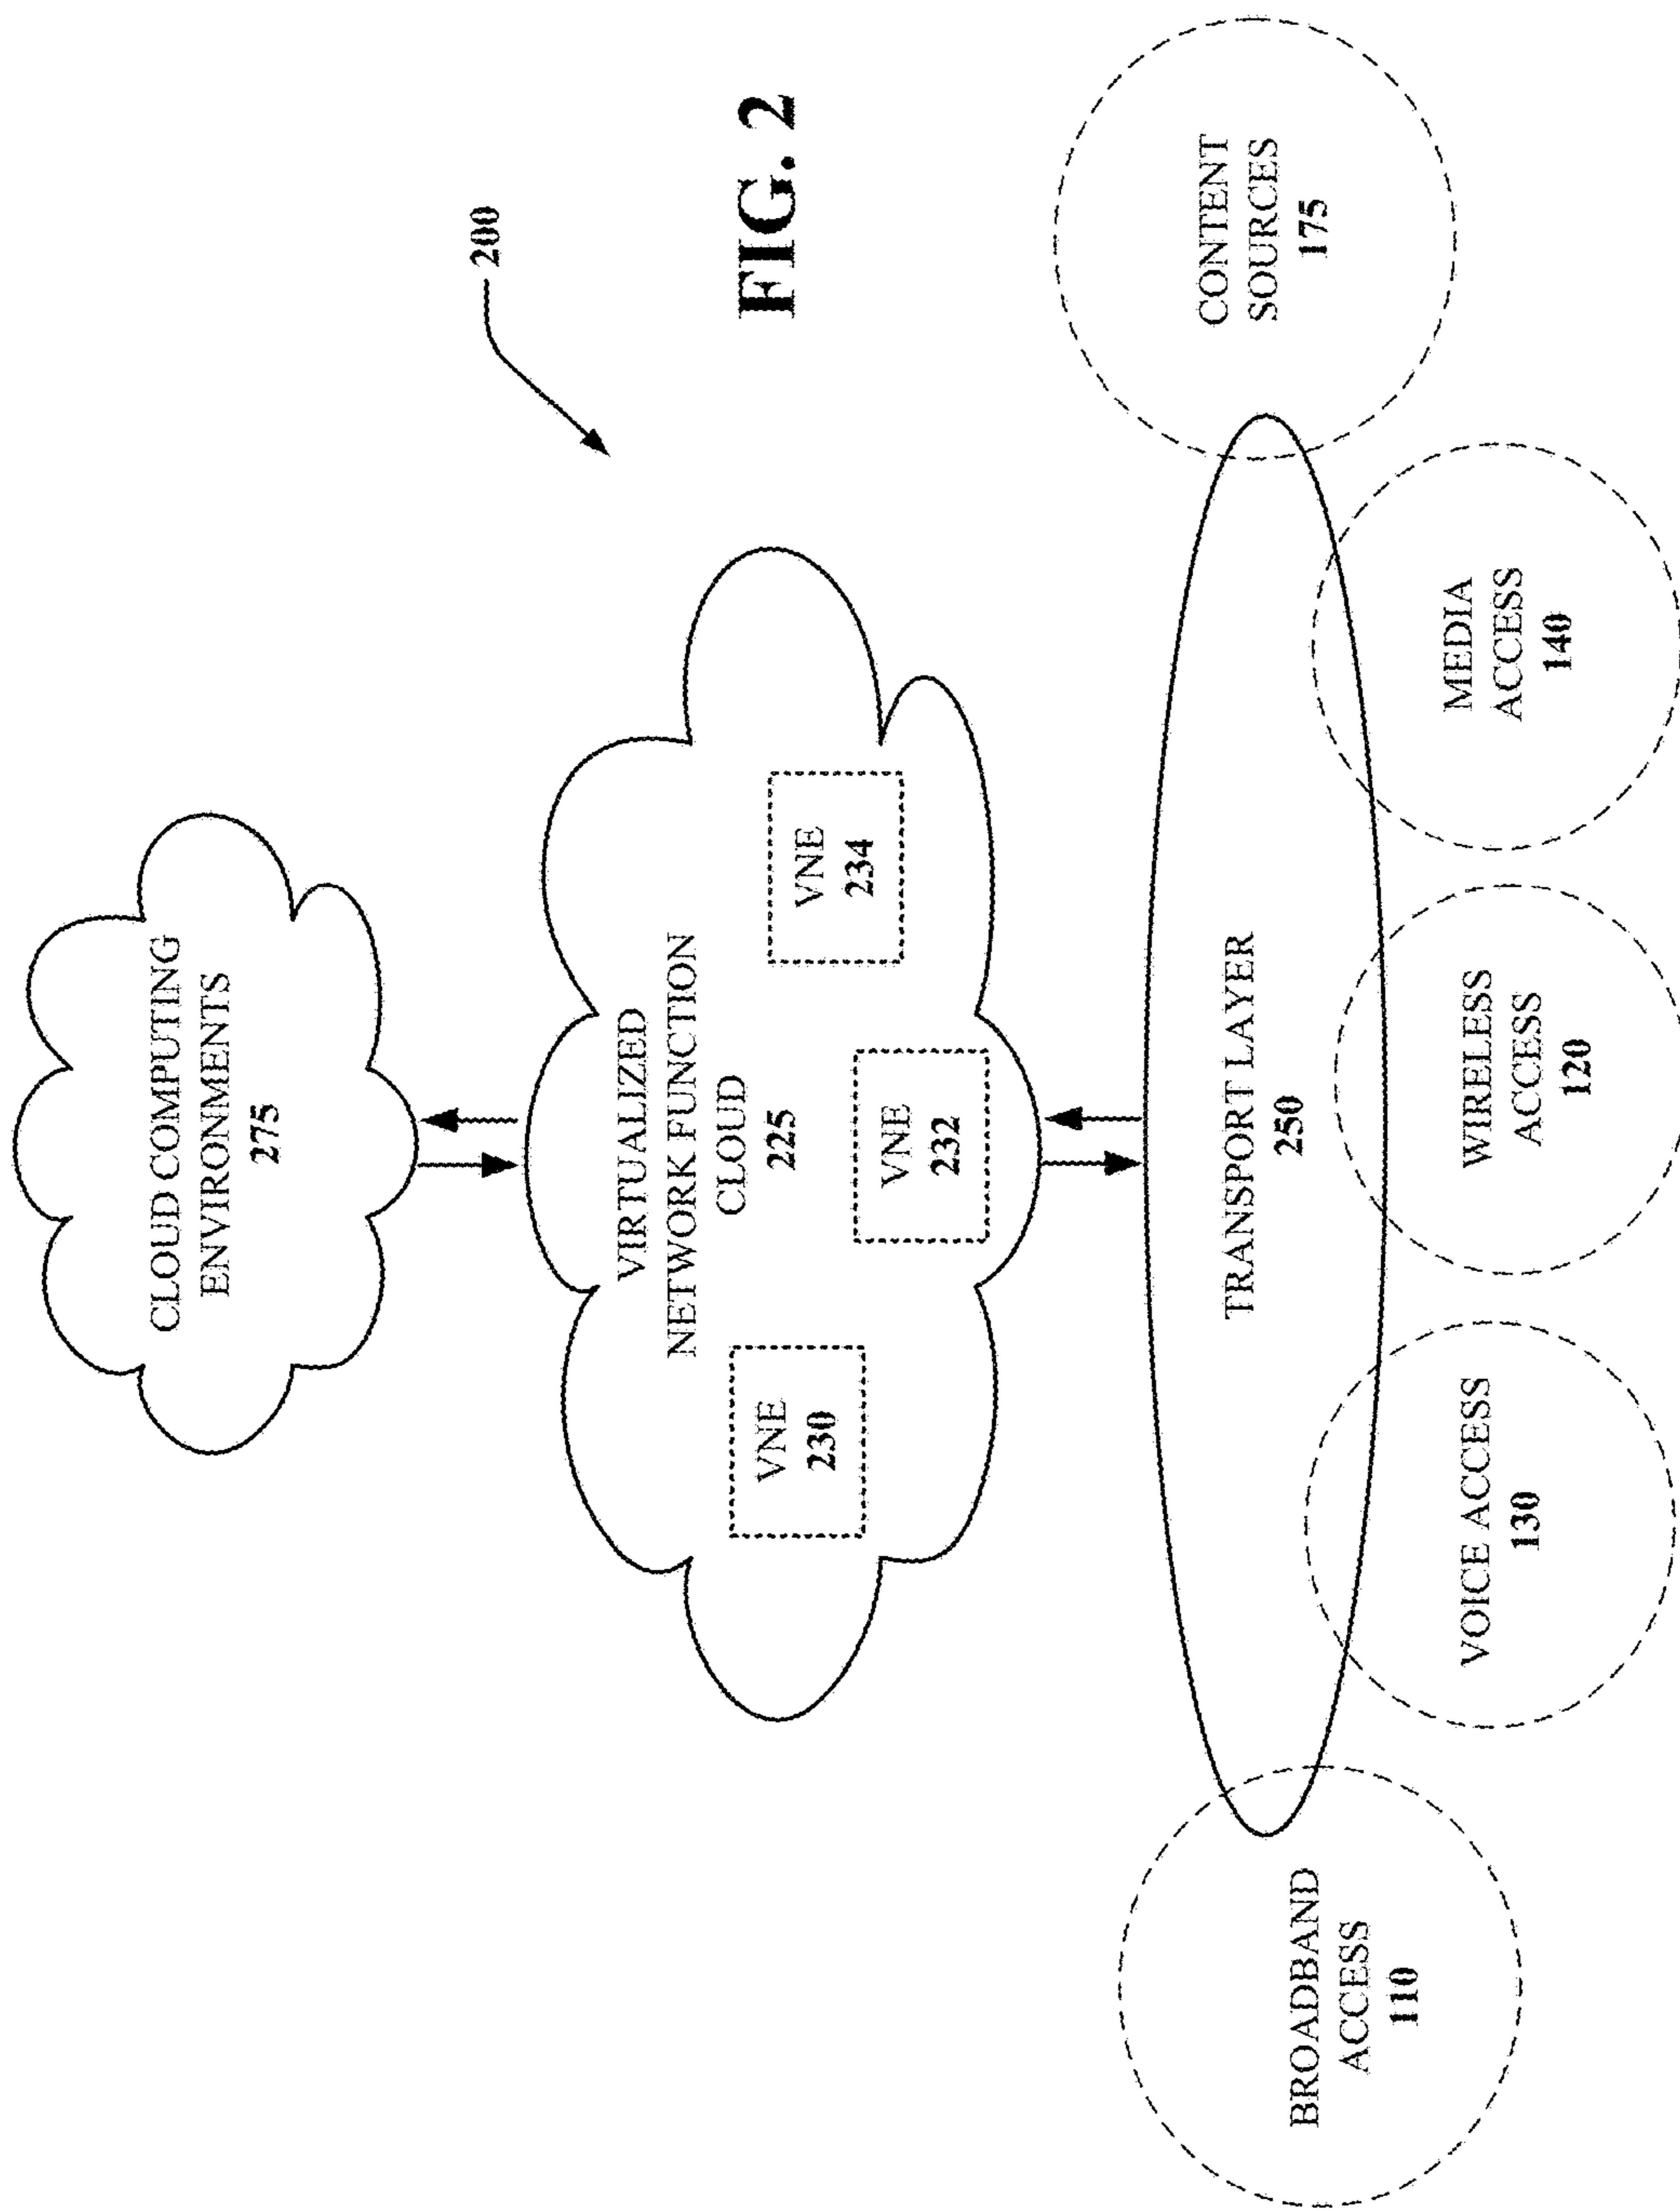 CLOUD COMPUTING
ENVIRONMENTS
275
200
VIRTUALIZED
NETWORK FUNCTION
CLOUD
225
VNE
230
VNE
232
VNE
234
FIG. 2
TRANSPORT LAYER
250
BROADBAND
ACCESS
110
VOICE ACCESS
130
WIRELESS
ACCESS
120
MEDIA
ACCESS
140
CONTENT
SOURCES
175